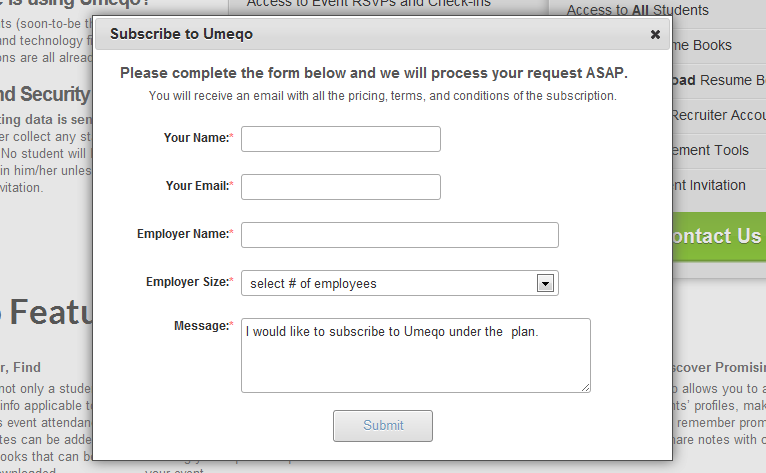 e is using Umeqo?
Access to Event RSVPs and Check-ins
Access to All Students
nts (soon-to-be th
and technology fi
ons are all alread
me Books
oad Resume B
Recruiter Accou
ement Tools
nt Invitation
ontact Us
nd Security
ting data is sen
er collect any st
No student will
in him/her unles
vitation.
Subscribe to Umeqo
Please complete the form below and we will process your request ASAP.
You will receive an email with all the pricing, terms, and conditions of the subscription.
Your Name:*
Your Email:*
Employer Name:*
Employer Size:* select # of employees
Message:* I would like to subscribe to Umeqo under the  plan.
Submit
Featu
r, Find
not only a stude
info applicable t
s event attendan
tes can be adde
ooks that can b
wnloaded.
your event
scover Promisin
o allows you to a
nts' profiles, mak
remember prom
hare notes with c